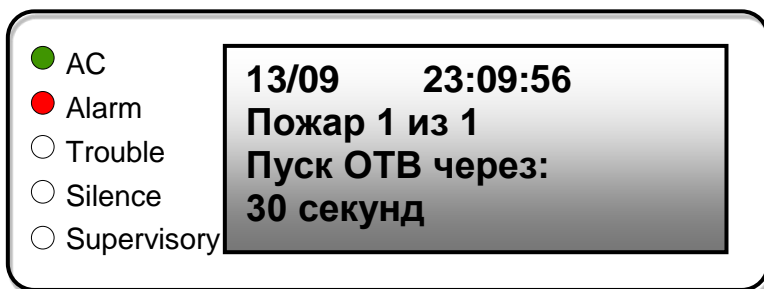 AC
Alarm
Trouble
Silence
Supervisory
13/09 23:09:56
Пожар 1 из 1
Пуск ОТВ через:
30 секунд